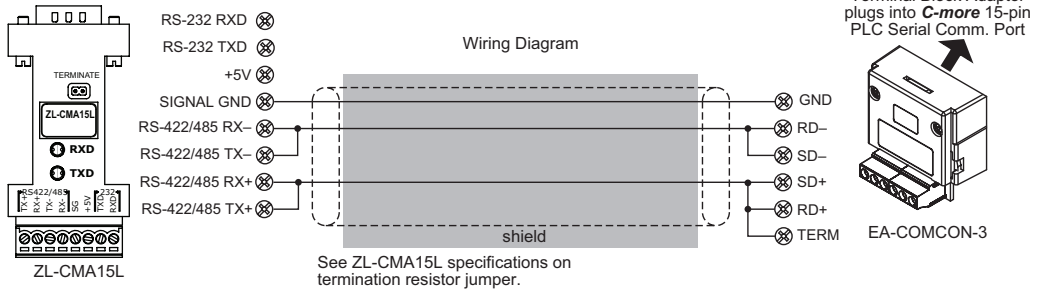 Terminal Block Adapter
plugs into C-more 15-pin
PLC Serial Comm. Port
Wiring Diagram
RS-232 RXD
RS-232 TXD
+5V
SIGNAL GND
RS-422/485 RX–
RS-422/485 TX–
RS-422/485 RX+
RS-422/485 TX+
GND
RD–
SD–
SD+
RD+
TERM
shield
See ZL-CMA15L specifications on
termination resistor jumper.
TERMINATE
ZL-CMA15L
RXD
TXD
RS422/485
232
TX+
RX+
TX-
RX-
SG
+5V
TXD
RXD
ZL-CMA15L
EA-COMCON-3